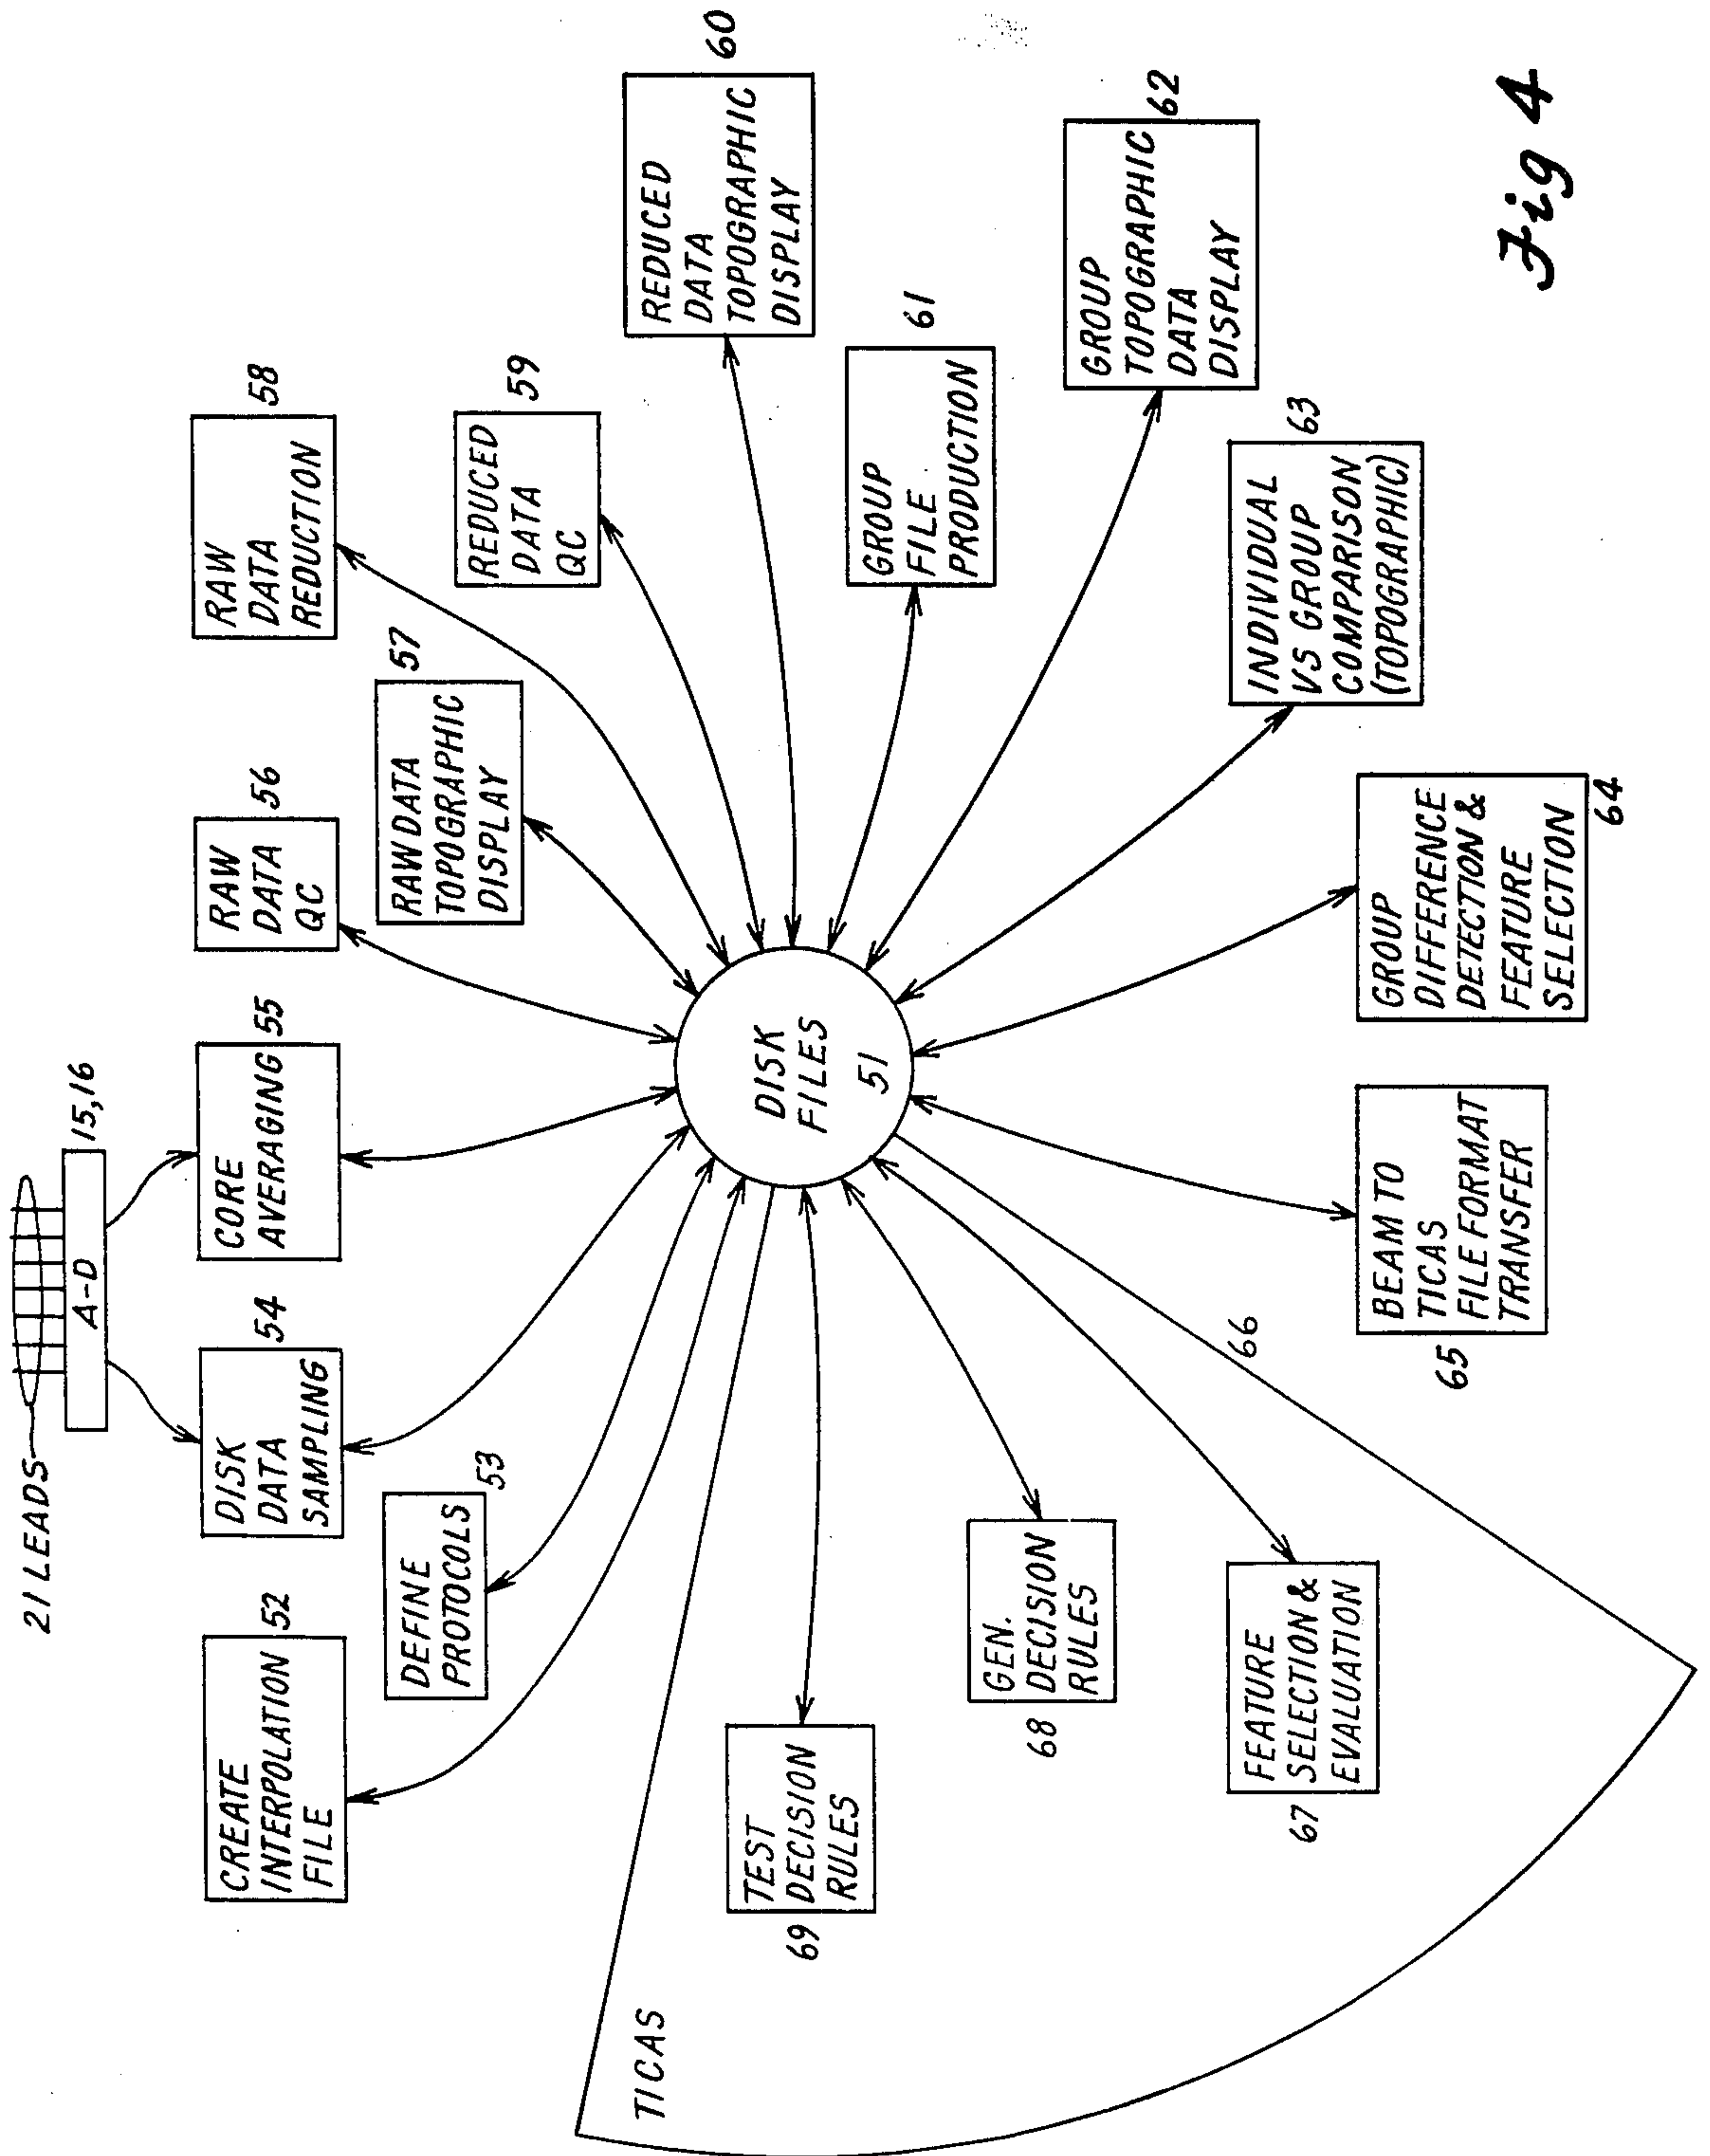 21 LEADS
A-D
15,16
CREATE
INTERPOLATION
FILE
52
DEFINE
PROTOCOLS
53
DISK
DATA
SAMPLING
54
CORE
AVERAGING
55
RAW
DATA
QC
56
RAW DATA
TOPOGRAPHIC
DISPLAY
57
RAW
DATA
REDUCTION
58
REDUCED
DATA
QC
59
REDUCED
DATA
TOPOGRAPHIC
DISPLAY
60
GROUP
FILE
PRODUCTION
61
GROUP
TOPOGRAPHIC
DATA
DISPLAY
62
INDIVIDUAL
VS GROUP
COMPARISON
(TOPOGRAPHIC)
63
GROUP
DIFFERENCE
DETECTION &
FEATURE
SELECTION
64
BEAM TO
TICAS
FILE FORMAT
TRANSFER
65
66
FEATURE
SELECTION &
EVALUATION
67
GEN.
DECISION
RULES
68
TEST
DECISION
RULES
69
TICAS
DISK
FILES
51
Fig 4